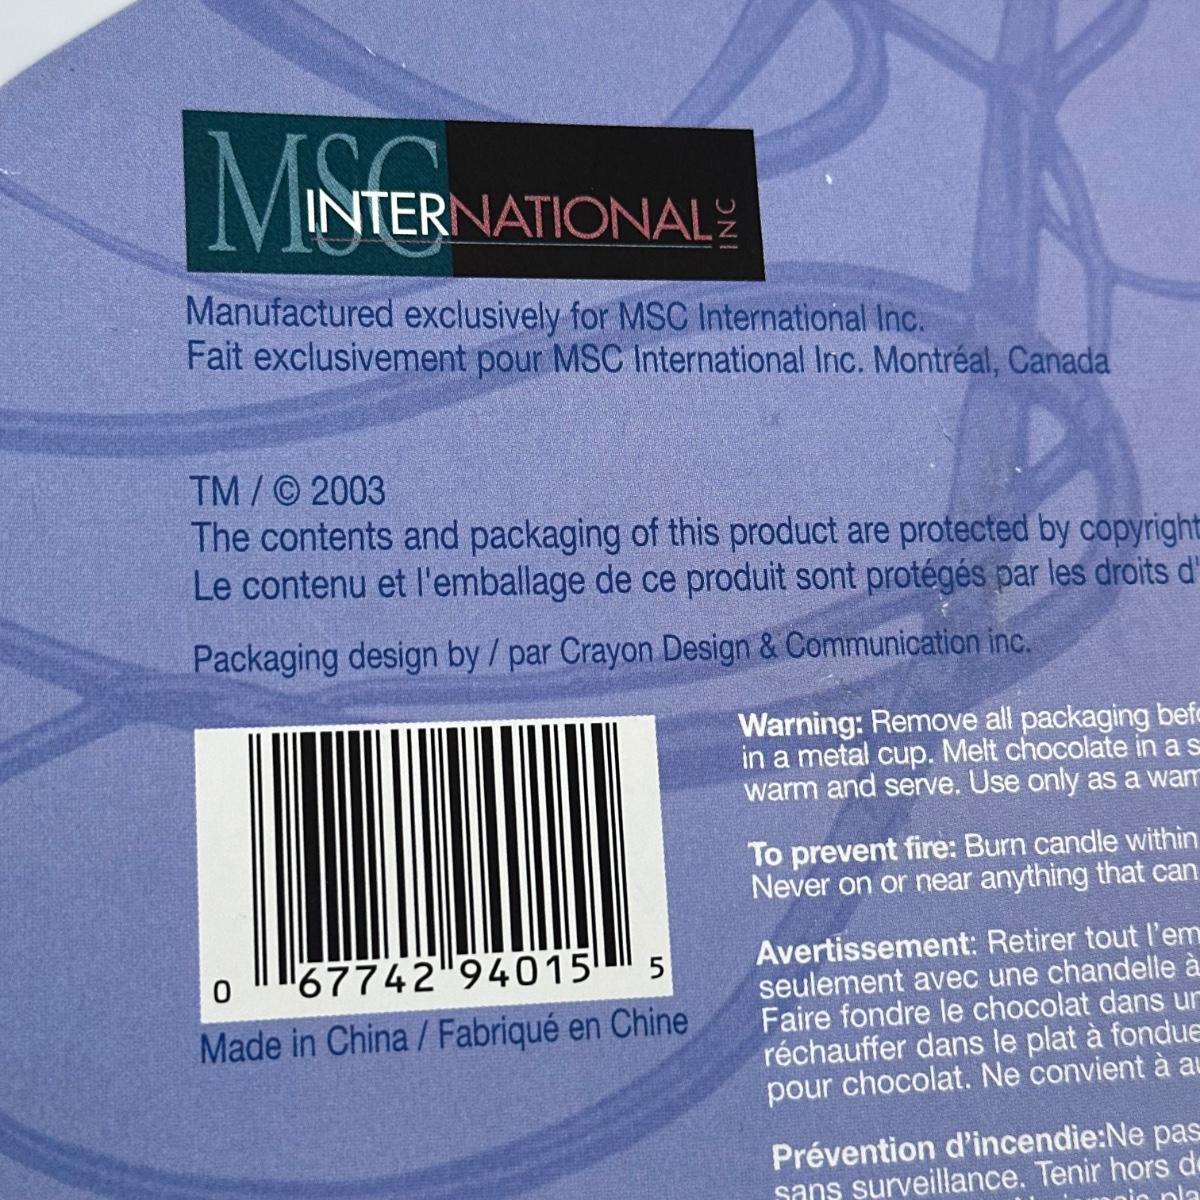 MSC INTERNATIONAL INC
Manufactured exclusively for MSC International Inc.
Fait exclusivement pour MSC International Inc. Montréal, Canada
TM / © 2003
The contents and packaging of this product are protected by copyright
Le contenu et l'emballage de ce produit sont protégés par les droits d'
Packaging design by / par Crayon Design & Communication inc.
0 67742 94015 5
Made in China / Fabriqué en Chine
Warning: Remove all packaging
in a metal cup. Melt chocolate in a
warm and serve. Use only as a
To prevent fire: Burn candle within
Never on or near anything that can
Avertissement: Retirer tout
seulement avec une chandelle à
Faire fondre le chocolat dans
réchauffer dans le plat à fondue
pour chocolat. Ne convient à
Prévention d'incendie:Ne pas
sans surveillance. Tenir hors